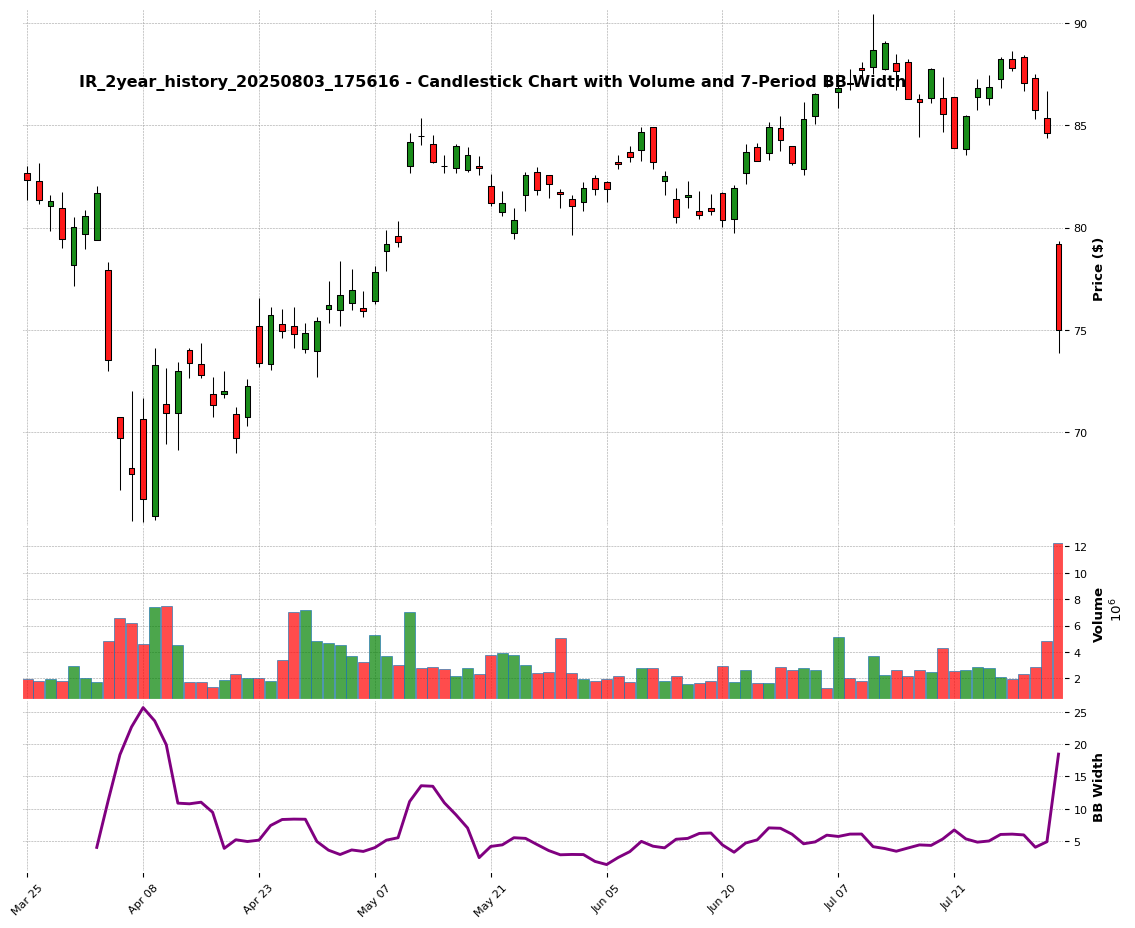 IR_2year_history_20250803_175616 - Candlestick Chart with Volume and 7-Period BB Width
90
85
80
75
70
Price ($)
12
10
8
6
4
2
Volume
10^6
25
20
15
10
5
BB Width
Mar 25
Apr 08
Apr 23
May 07
May 21
Jun 05
Jun 20
Jul 07
Jul 21